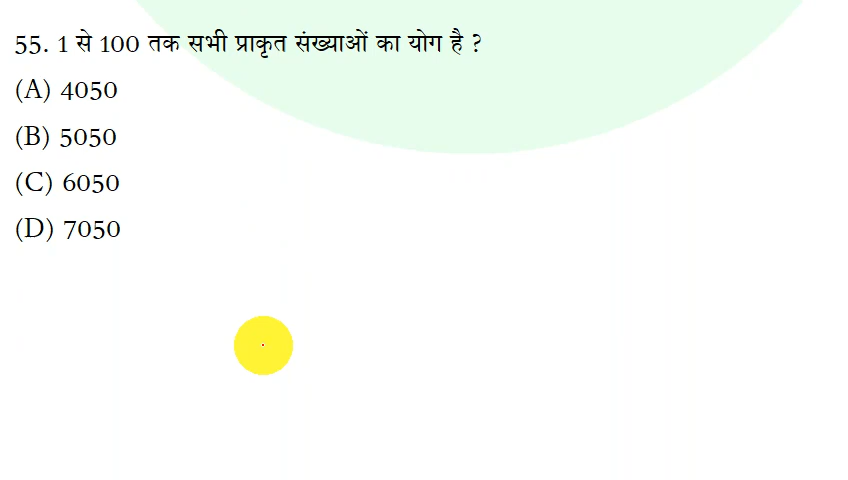 55. 1 से 100 तक सभी प्राकृत संख्याओं का योग है ?
(A) 4050
(B) 5050
(C) 6050
(D) 7050